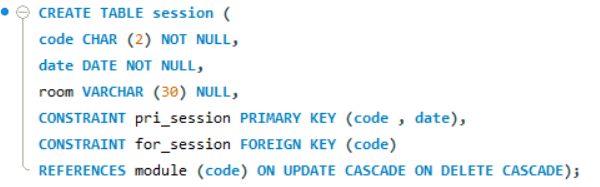 CREATE TABLE session (
code CHAR (2) NOT NULL,
date DATE NOT NULL,
room VARCHAR (30) NULL,
CONSTRAINT pri_session PRIMARY KEY (code , date),
CONSTRAINT for_session FOREIGN KEY (code)
REFERENCES module (code) ON UPDATE CASCADE ON DELETE CASCADE);